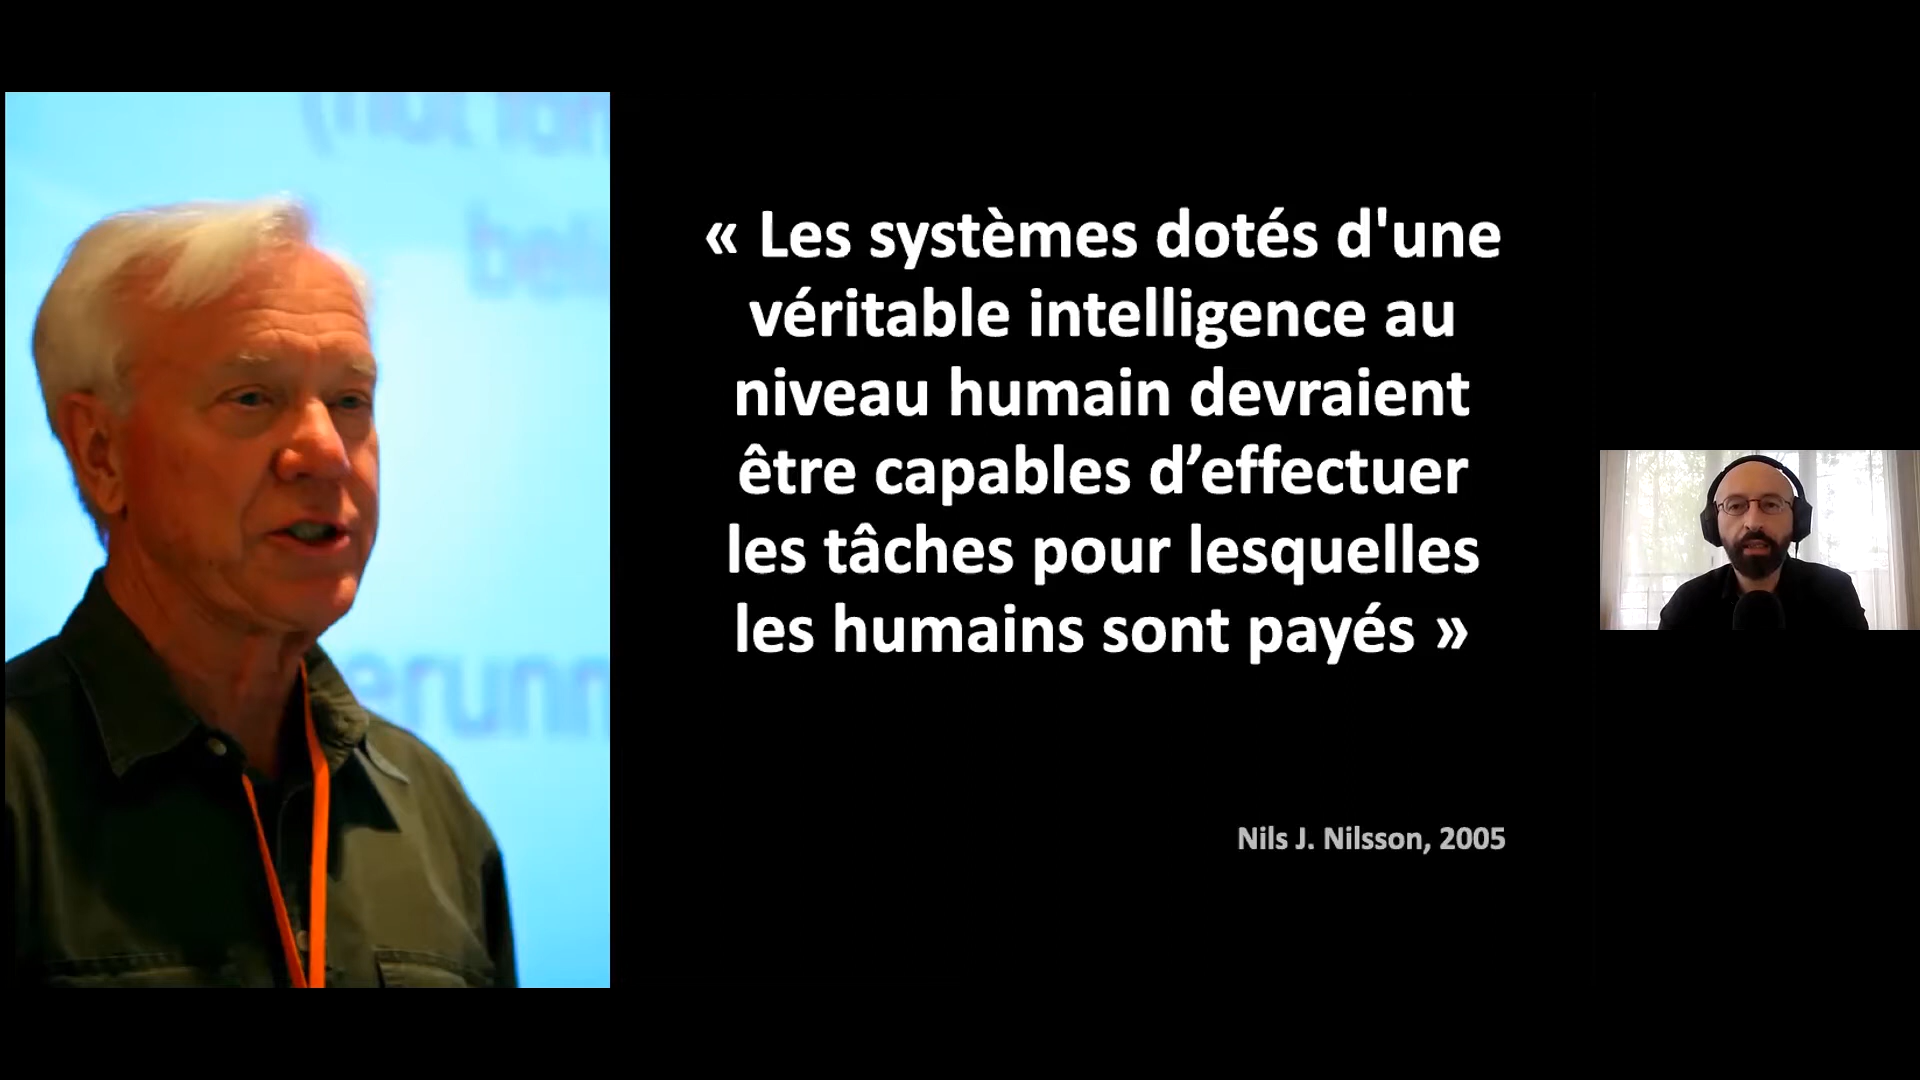 « Les systèmes dotés d'une
véritable intelligence au
niveau humain devraient
être capables d’effectuer
les tâches pour lesquelles
les humains sont payés »
Nils J. Nilsson, 2005